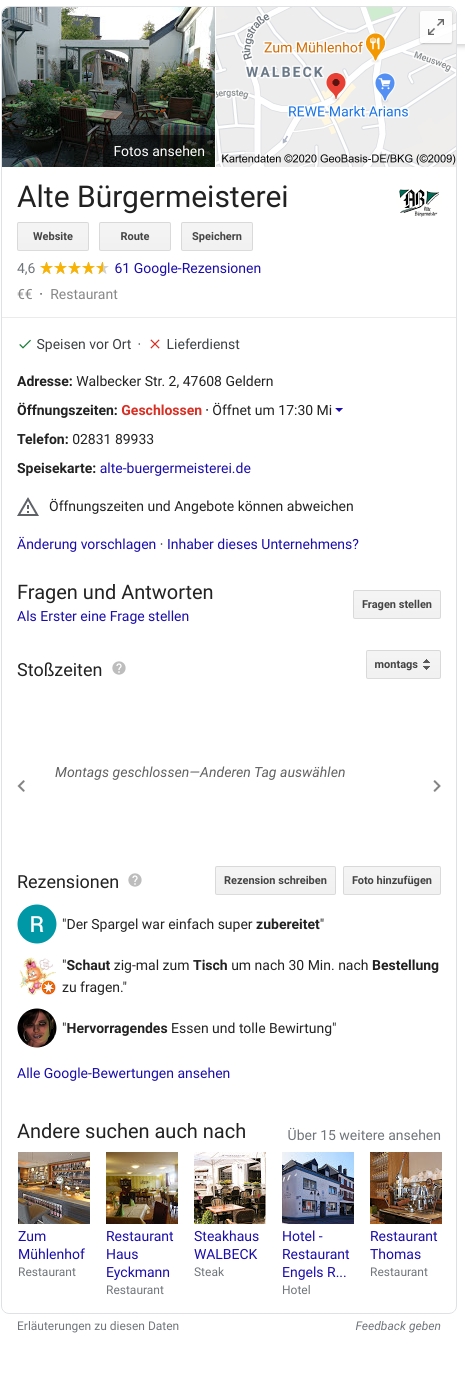 Ringstraße
Zum Mühlenhof
WALBECK
Meusweg
bergsteg
REWE-Markt Arians
Fotos ansehen
Kartendaten ©2020 GeoBasis-DE/BKG (©2009)
Alte Bürgermeisterei
AB
Alte
Bürgermeister
Website
Route
Speichern
4,6 61 Google-Rezensionen
€€ · Restaurant
Speisen vor Ort · Lieferdienst
Adresse: Walbecker Str. 2, 47608 Geldern
Öffnungszeiten: Geschlossen · Öffnet um 17:30 Mi
Telefon: 02831 89933
Speisekarte: alte-buergermeisterei.de
Öffnungszeiten und Angebote können abweichen
Änderung vorschlagen · Inhaber dieses Unternehmens?
Fragen und Antworten
Als Erster eine Frage stellen
Fragen stellen
Stoßzeiten ?
montags
Montags geschlossen—Anderen Tag auswählen
Rezensionen ?
Rezension schreiben
Foto hinzufügen
R
"Der Spargel war einfach super zubereitet"
"Schaut zig-mal zum Tisch um nach 30 Min. nach Bestellung
zu fragen."
"Hervorragendes Essen und tolle Bewirtung"
Alle Google-Bewertungen ansehen
Andere suchen auch nach
Über 15 weitere ansehen
Zum
Mühlenhof
Restaurant
Restaurant
Haus
Eyckmann
Restaurant
Steakhaus
WALBECK
Steak
Hotel -
Restaurant
Engels R...
Hotel
Restaurant
Thomas
Restaurant
Erläuterungen zu diesen Daten
Feedback geben